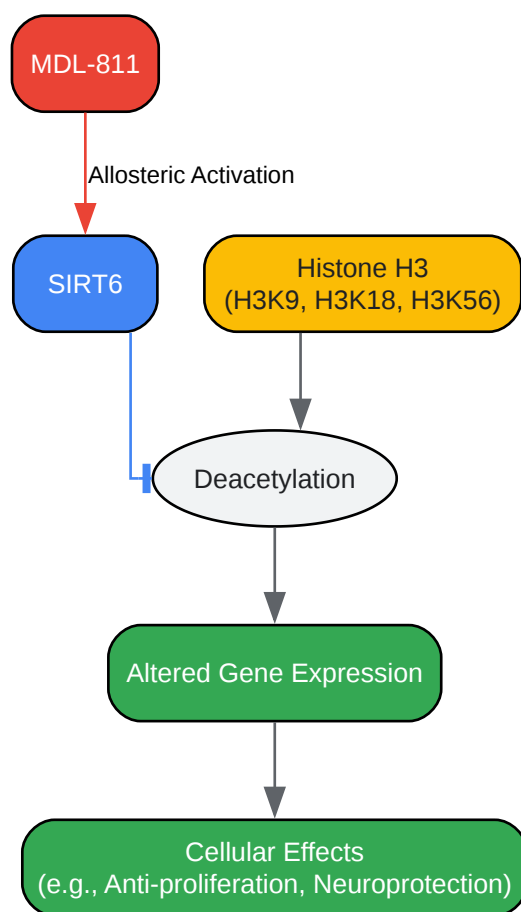 MDL-811
Allosteric Activation
SIRT6
Histone H3
(H3K9, H3K18, H3K56)
Deacetylation
Altered Gene Expression
Cellular Effects
(e.g., Anti-proliferation, Neuroprotection)